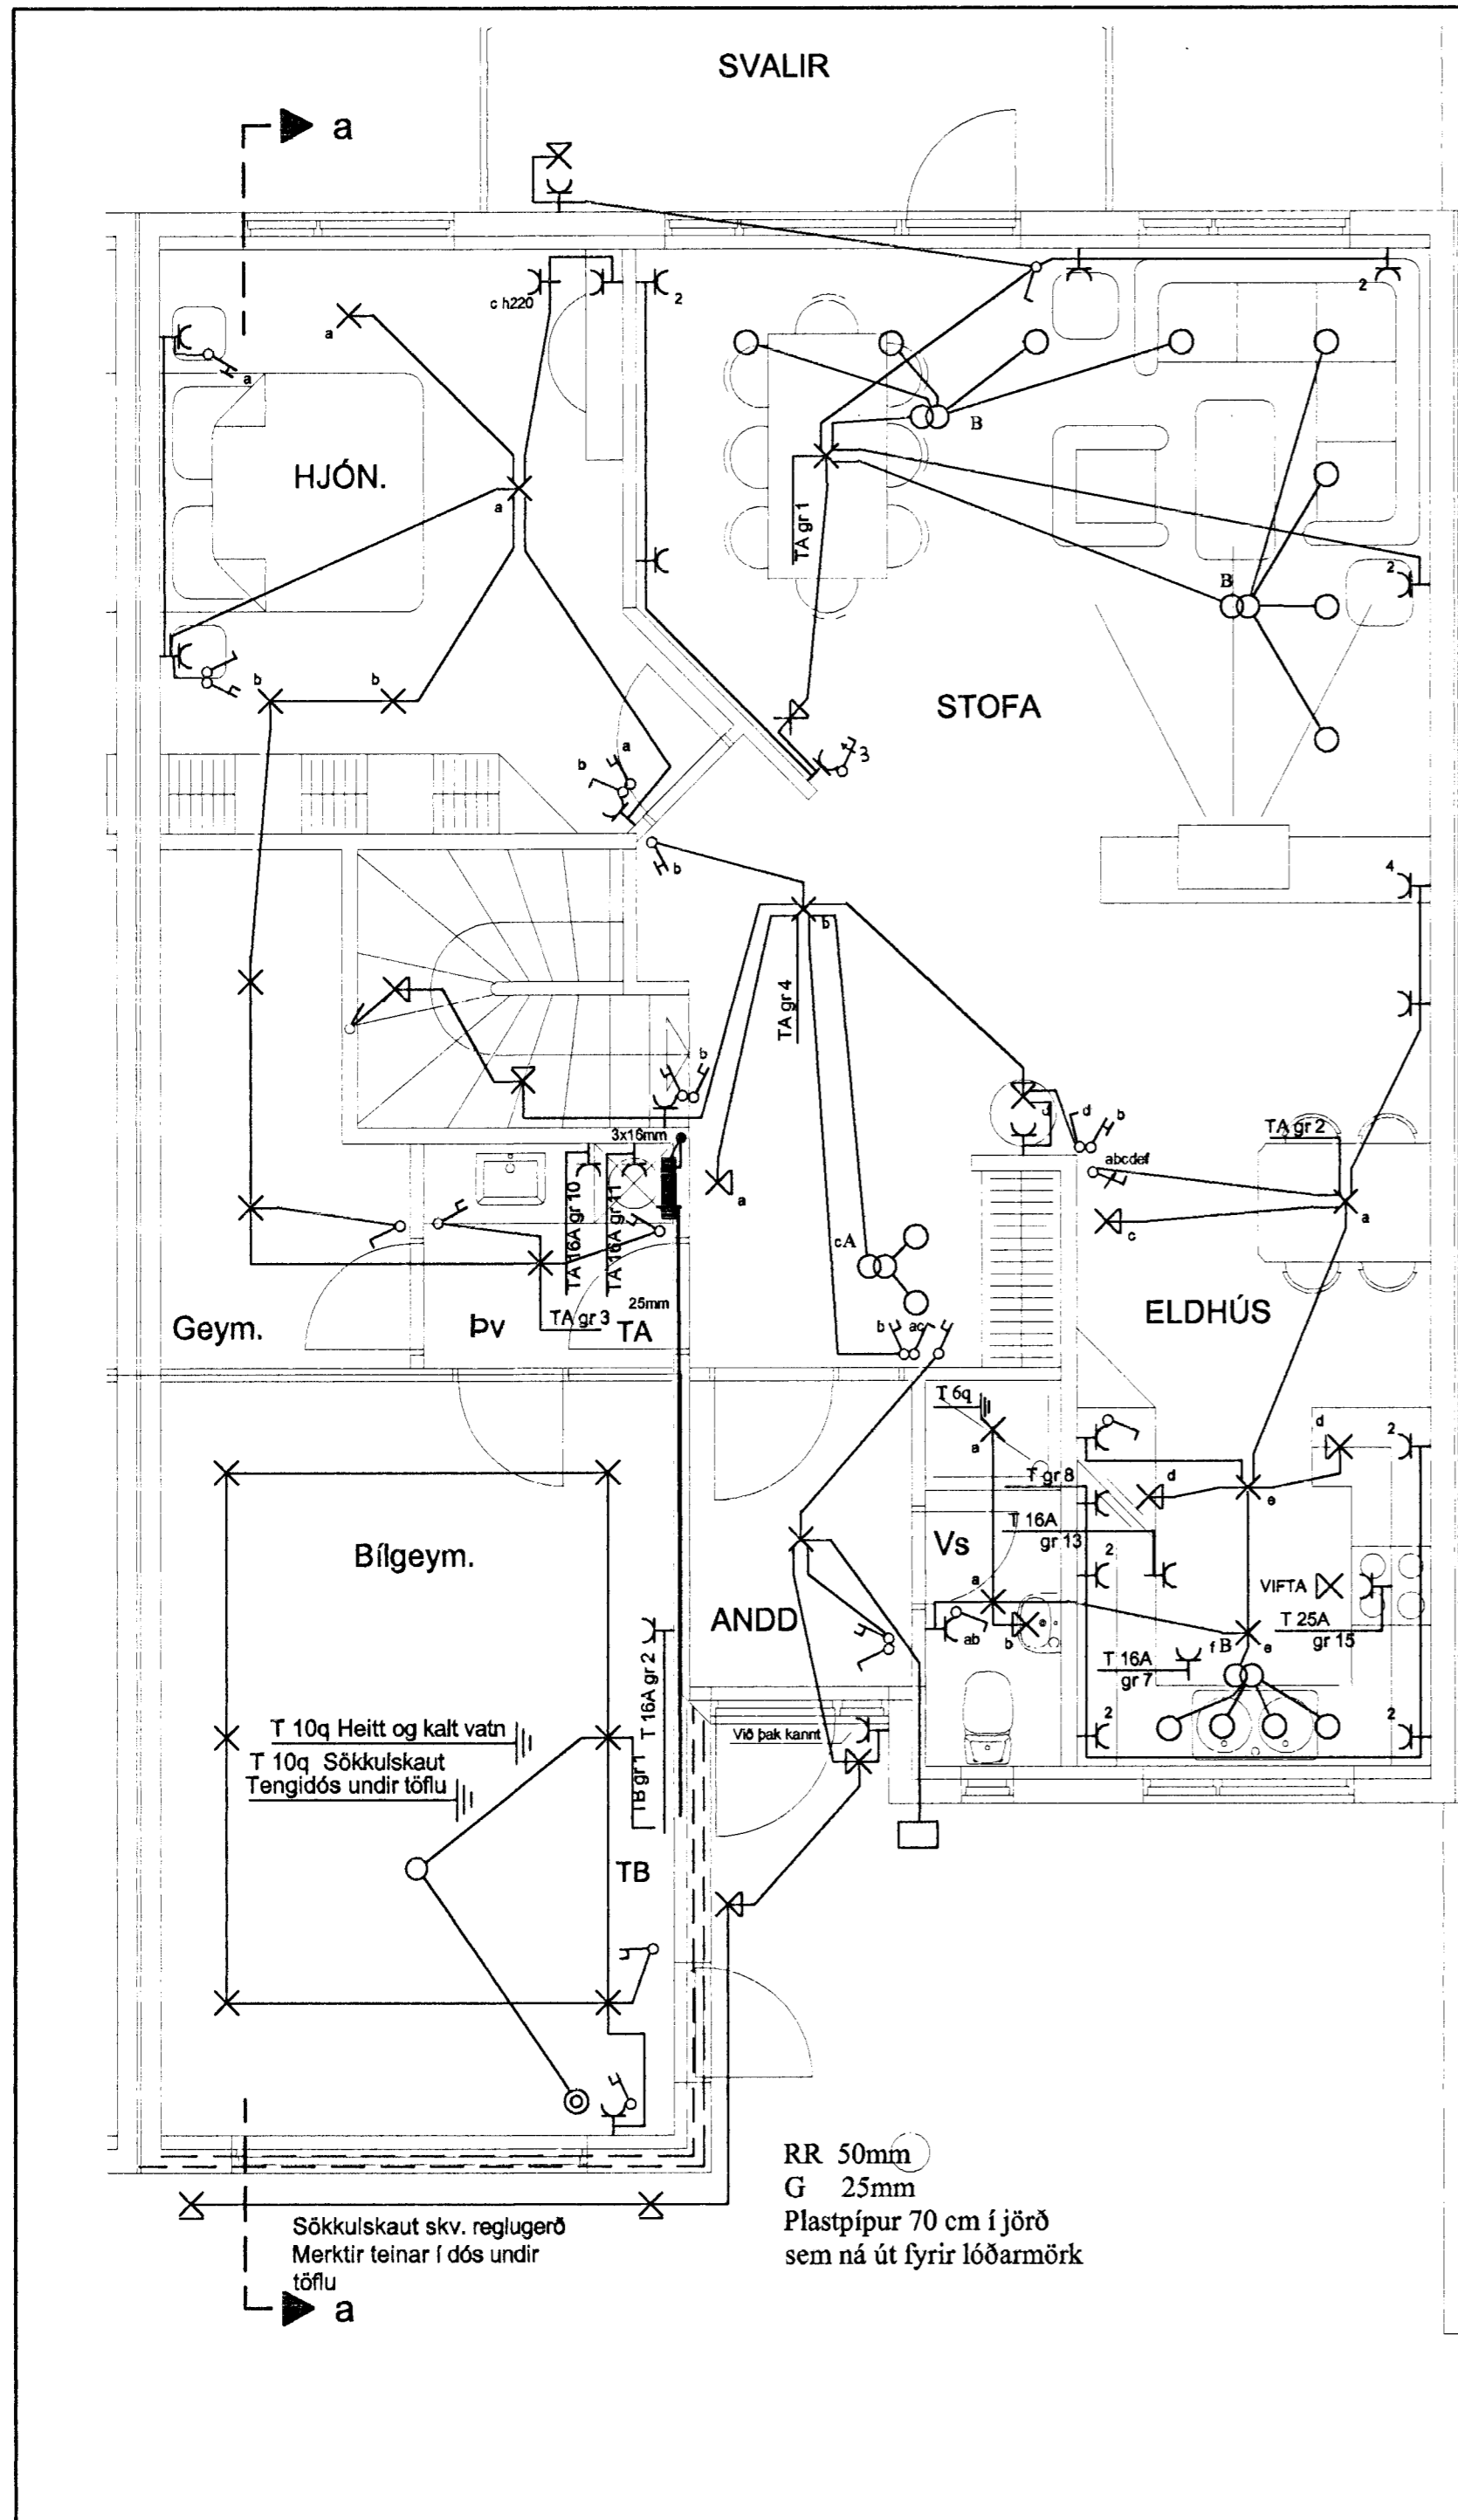 SVALIR
a
c h220
2
2
a
a
B
HJÓN.
a
TA gr 1
2
B
b
b
STOFA
a
b
3
b
4
b
TA gr 4
b
d
b
3x16mm
TA gr 2
abcdef
a
a
c
TA 16A gr 10
TA 16A gr 11
cA
25mm
TA gr 3
Geym.
Þv
TA
ELDHÚS
b
ac
T 6q
a
d
2
T gr 8
d
e
T 16A
gr 13
Bílgeym.
Vs
2
a
VIFTA
ANDD
ab
b
f B
e
T 25A
gr 15
T 16A
gr 7
T 16A gr 2
T 10q Heitt og kalt vatn
Við þak kannt
2
2
T 10q Sökkulskaut
Tengidós undir töflu
TB gr 1
TB
RR 50mm
G 25mm
Plastpípur 70 cm í jörð
sem ná út fyrir lóðarmörk
Sökkulskaut skv. reglugerð
Merktir teinar í dós undir
töflu
a